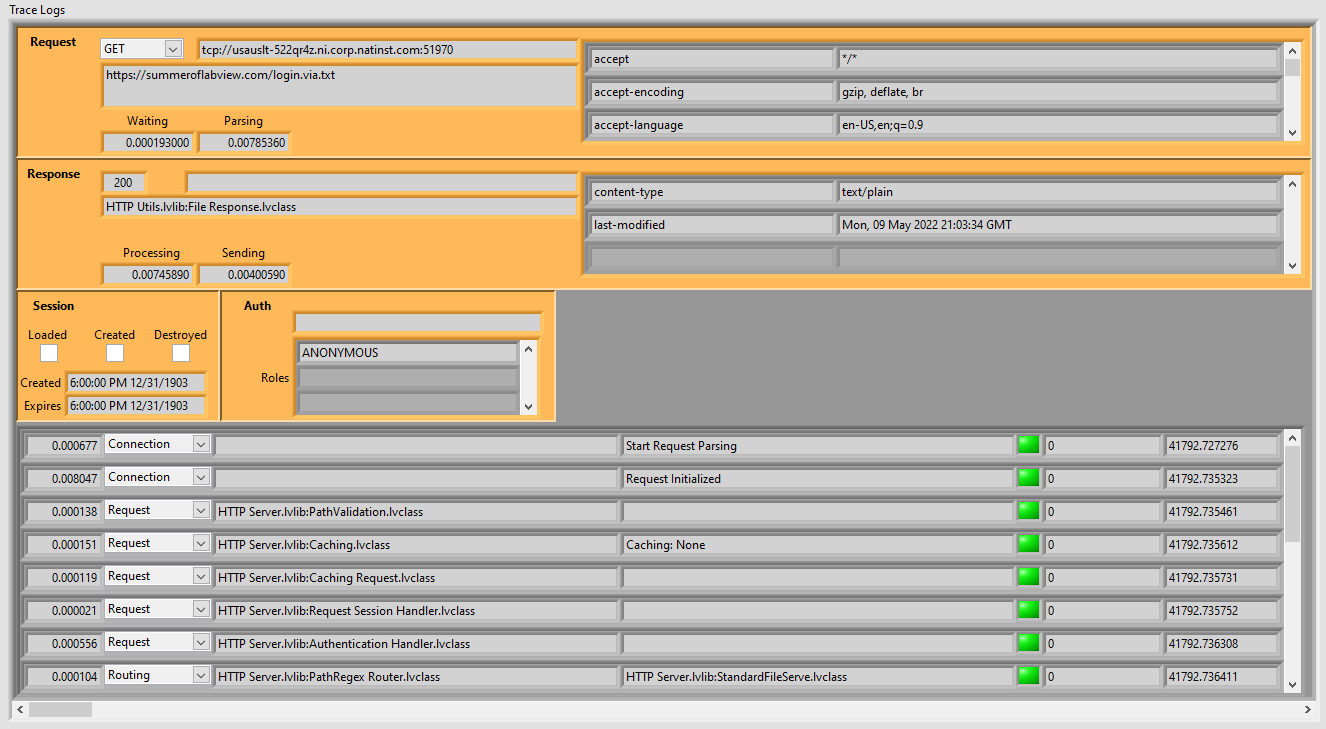 Trace Logs
Request GET tcp://usauslt-522qr4z.ni.corp.natinst.com:51970
https://summeroflabview.com/login.via.txt
accept */*
accept-encoding gzip, deflate, br
accept-language en-US,en;q=0.9
Waiting Parsing
0.000193000 0.00785360
Response 200
HTTP Utils.lvlib:File Response.lvclass
content-type text/plain
last-modified Mon, 09 May 2022 21:03:34 GMT
Processing Sending
0.00745890 0.00400590
Session
Loaded Created Destroyed
Created 6:00:00 PM 12/31/1903
Expires 6:00:00 PM 12/31/1903
Auth
Roles ANONYMOUS
0.000677 Connection Start Request Parsing 0 41792.727276
0.008047 Connection Request Initialized 0 41792.735323
0.000138 Request HTTP Server.lvlib:PathValidation.lvclass 0 41792.735461
0.000151 Request HTTP Server.lvlib:Caching.lvclass Caching: None 0 41792.735612
0.000119 Request HTTP Server.lvlib:Caching Request.lvclass 0 41792.735731
0.000021 Request HTTP Server.lvlib:Request Session Handler.lvclass 0 41792.735752
0.000556 Request HTTP Server.lvlib:Authentication Handler.lvclass 0 41792.736308
0.000104 Routing HTTP Server.lvlib:PathRegex Router.lvclass HTTP Server.lvlib:StandardFileServe.lvclass 0 41792.736411